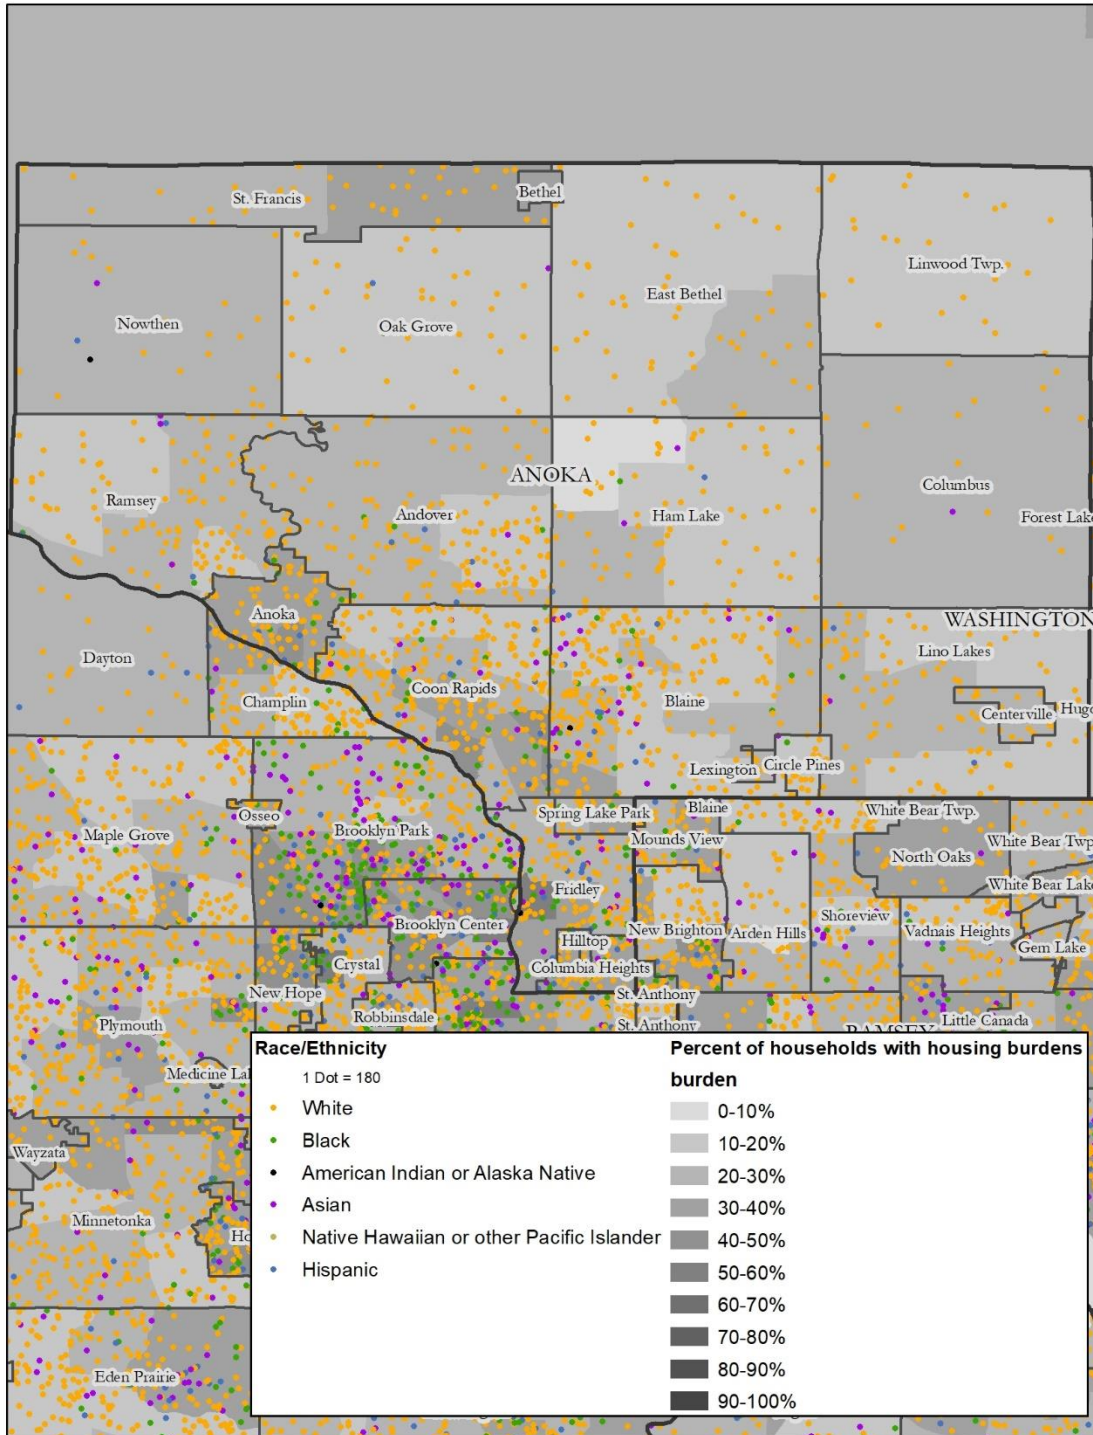 St. Francis
Bethel
Linwood Twp.
East Bethel
Nowthen
Oak Grove
ANOKA
Columbus
Ramsey
Andover
Ham Lake
Forest Lake
Anoka
WASHINGTON
Dayton
Lino Lakes
Coon Rapids
Champlin
Blaine
Centerville
Hugo
Lexington
Circle Pines
Osseo
Spring Lake Park
Blaine
White Bear Twp.
Maple Grove
Brooklyn Park
Mounds View
White Bear Twp.
North Oaks
Fridley
White Bear Lake
Brooklyn Center
New Brighton
Arden Hills
Shoreview
Vadnais Heights
Hilltop
Gem Lake
Crystal
Columbia Heights
New Hope
St. Anthony
Robbinsdale
St. Anthony
Little Canada
Plymouth
RAMSEY
Medicine La
Wayzata
Minnetonka
Ho
Eden Prairie
Race/Ethnicity
1 Dot = 180
White
Black
American Indian or Alaska Native
Asian
Native Hawaiian or other Pacific Islander
Hispanic
Percent of households with housing burdens
burden
0-10%
10-20%
20-30%
30-40%
40-50%
50-60%
60-70%
70-80%
80-90%
90-100%